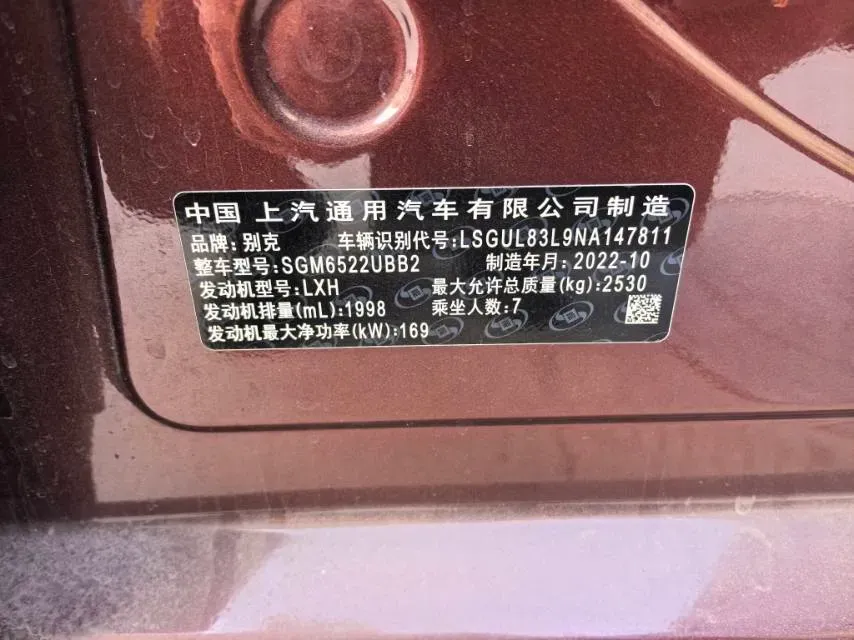 中国 上汽通用汽车有限公司制造
品牌: 别克 车辆识别代号:LSGUL83L9NA147811
整车型号:SGM6522UBB2 制造年月: 2022-10
发动机型号:LXH 最大允许总质量(kg):2530
发动机排量(mL):1998 乘坐人数:7
发动机最大净功率(kW):169